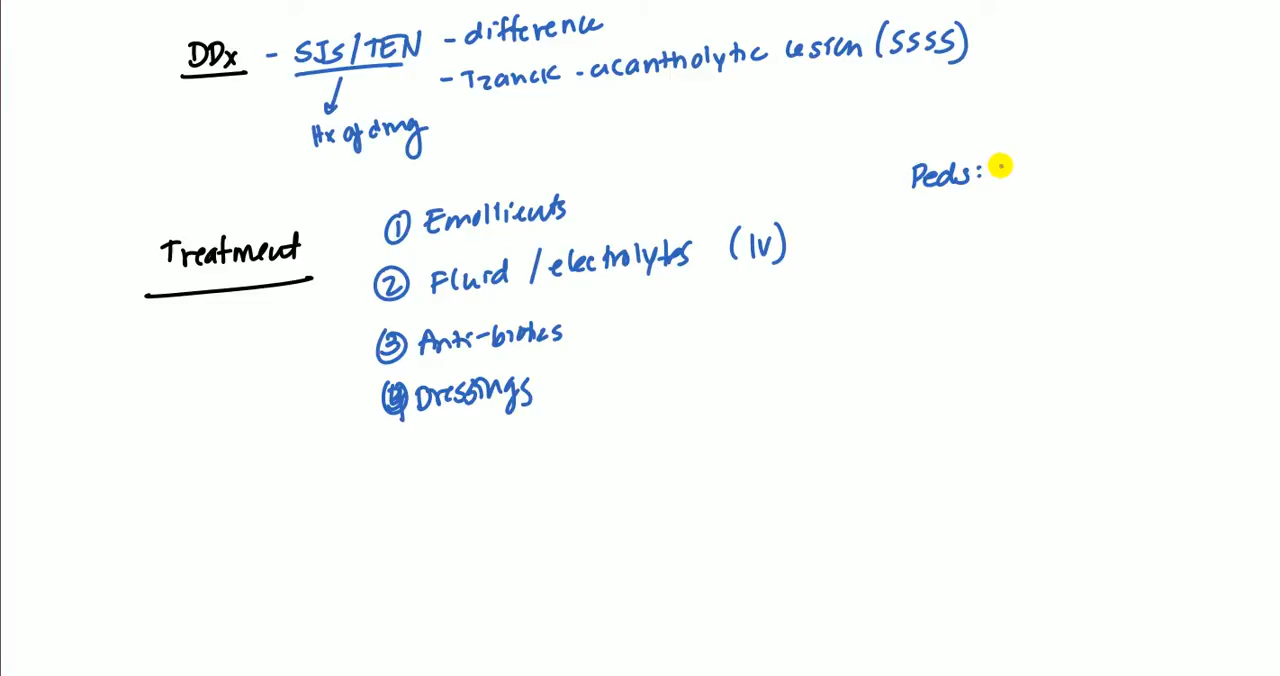 DDx - SJS/TEN - difference
- Tzanck - acantholytic lesion (SSSS)
Hx of drug
Peds:
Treatment
① Emollients
② Fluid / electrolytes (IV)
③ Anti-biotics
④ Dressings